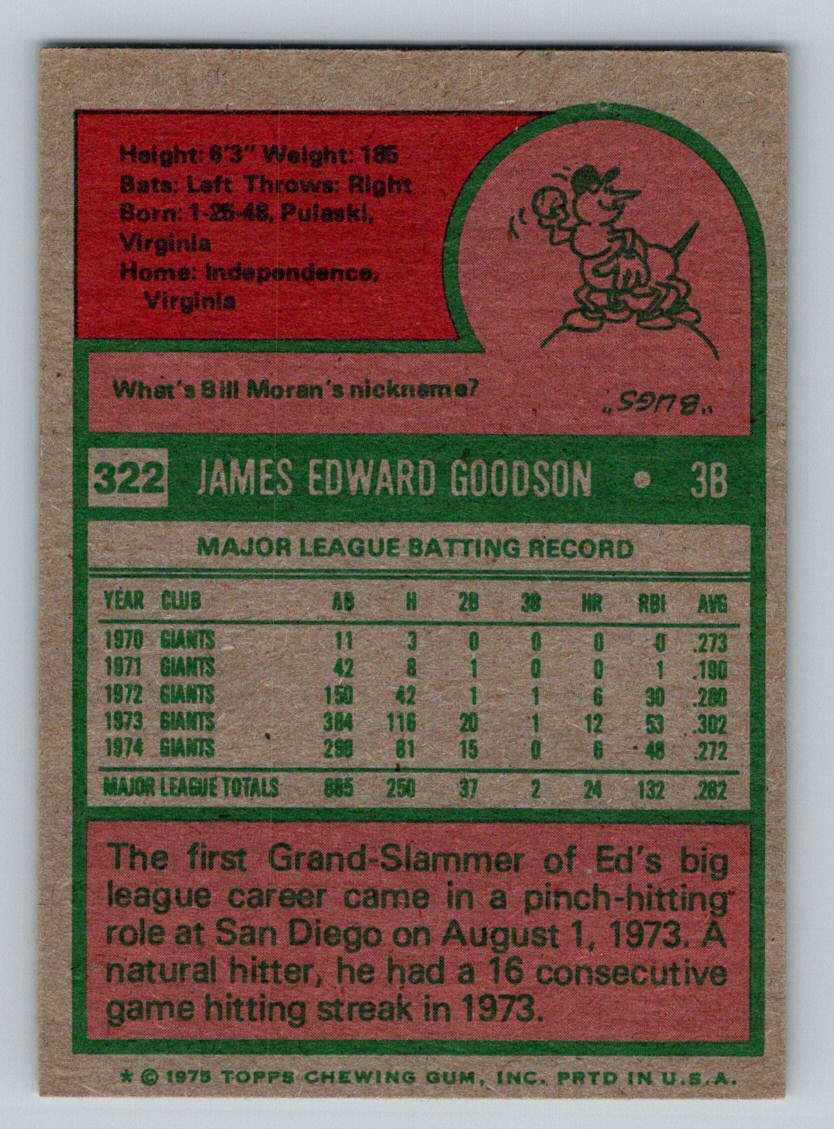 Height: 6'3" Weight: 185
Bats: Left Throws: Right
Born: 1-25-48, Pulaski,
Virginia
Home: Independence,
Virginia
What's Bill Moran's nickname?
"BUGS"
322 JAMES EDWARD GOODSON • 3B
MAJOR LEAGUE BATTING RECORD
YEAR CLUB AB H 2B 3B HR RBI AVG
1970 GIANTS 11 3 0 0 0 0 .273
1971 GIANTS 42 8 1 0 0 1 .190
1972 GIANTS 150 42 1 1 6 30 .280
1973 GIANTS 384 116 20 1 12 53 .302
1974 GIANTS 298 81 15 0 6 48 .272
MAJOR LEAGUE TOTALS 885 250 37 2 24 132 .282
The first Grand-Slammer of Ed's big
league career came in a pinch-hitting
role at San Diego on August 1, 1973. A
natural hitter, he had a 16 consecutive
game hitting streak in 1973.
* © 1975 TOPPS CHEWING GUM, INC. PRTD IN U.S.A.